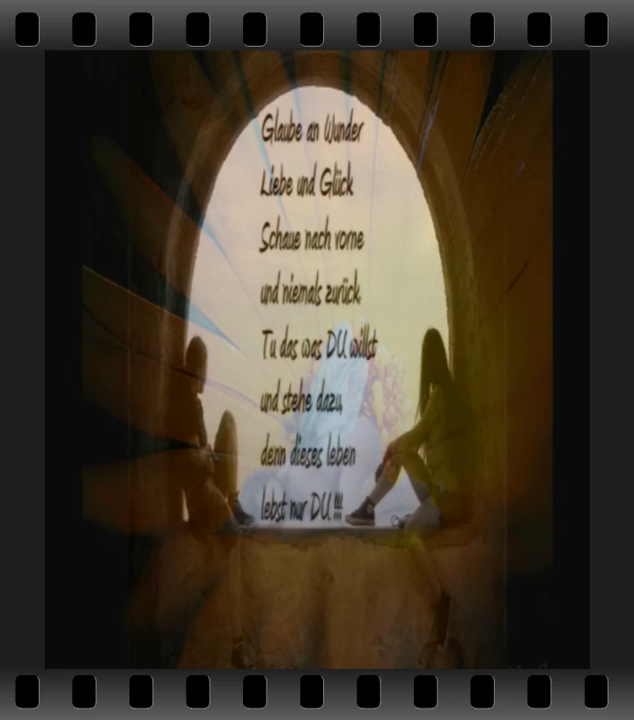 Glaube an Wunder
Liebe und Glück
Schaue nach vorne
und niemals zurück
Tu das was DU willst
und stehe dazu,
denn dieses leben
lebst nur DU !!!